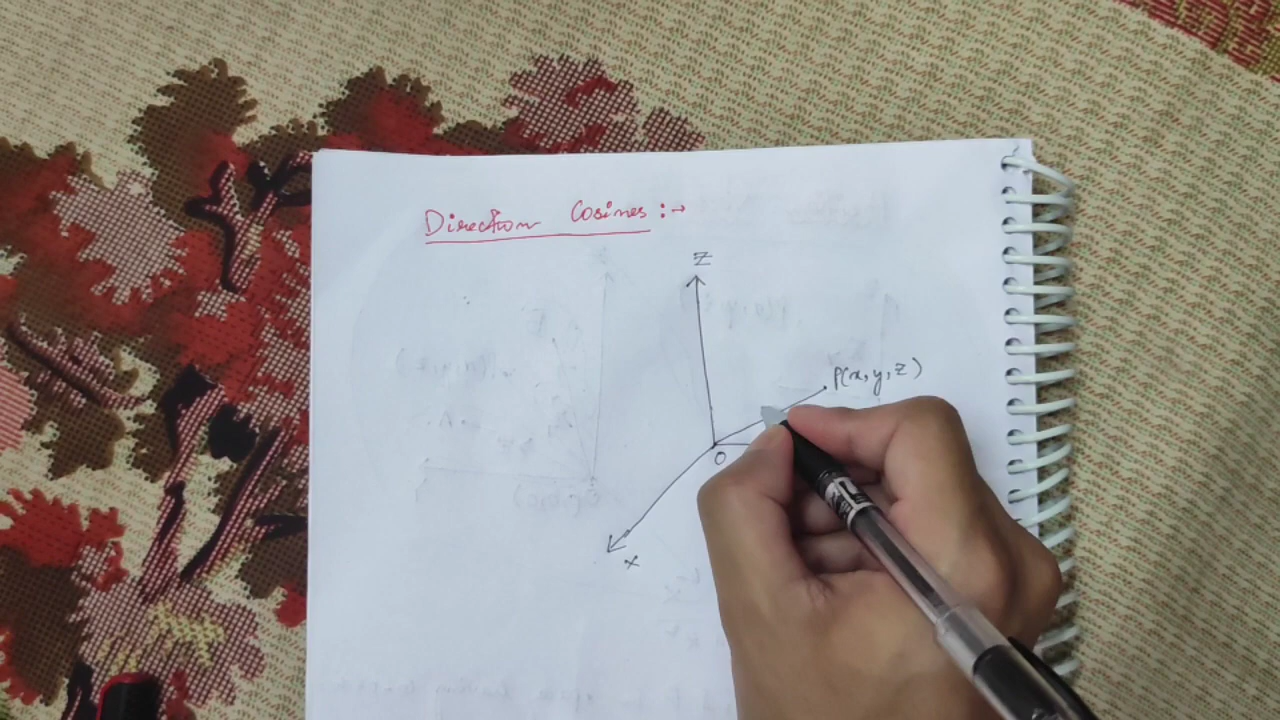 Direction Cosines :→
Z
P(x, y, z)
O
X